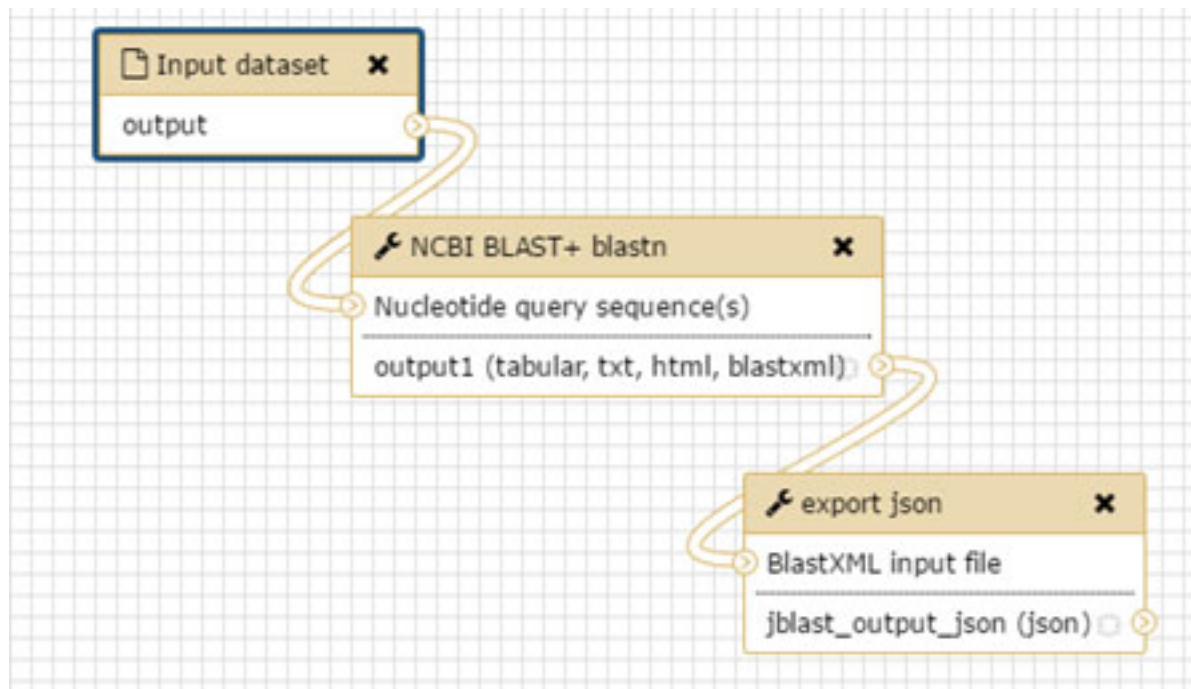 Input dataset
output
NCBI BLAST+ blastn
Nucleotide query sequence(s)
output1 (tabular, txt, html, blastxml)
export json
BlastXML input file
jblast_output_json (json)